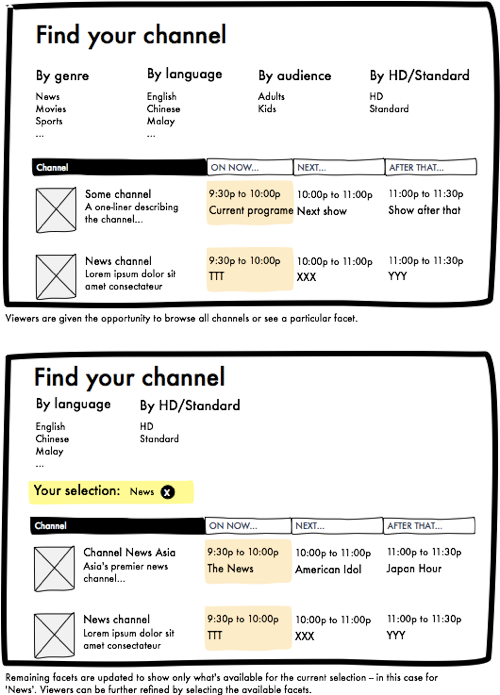 Find your channel
By genre By language By audience By HD/Standard
News English Adults HD
Movies Chinese Kids Standard
Sports Malay
... ...
Channel ON NOW... NEXT... AFTER THAT...
Some channel 9:30p to 10:00p 10:00p to 11:00p 11:00p to 11:30p
A one-liner describing Current programe Next show Show after that
the channel...
News channel 9:30p to 10:00p 10:00p to 11:00p 11:00p to 11:30p
Lorem ipsum dolor sit TTT XXX YYY
amet consectateur
Viewers are given the opportunity to browse all channels or see a particular facet.
Find your channel
By language By HD/Standard
English HD
Chinese Standard
Malay
...
Your selection: News X
Channel ON NOW... NEXT... AFTER THAT...
Channel News Asia 9:30p to 10:00p 10:00p to 11:00p 11:00p to 11:30p
Asia's premier news The News American Idol Japan Hour
channel...
News channel 9:30p to 10:00p 10:00p to 11:00p 11:00p to 11:30p
Lorem ipsum dolor sit TTT XXX YYY
amet consectateur
Remaining facets are updated to show only what's available for the current selection – in this case for
'News'. Viewers can be further refined by selecting the available facets.